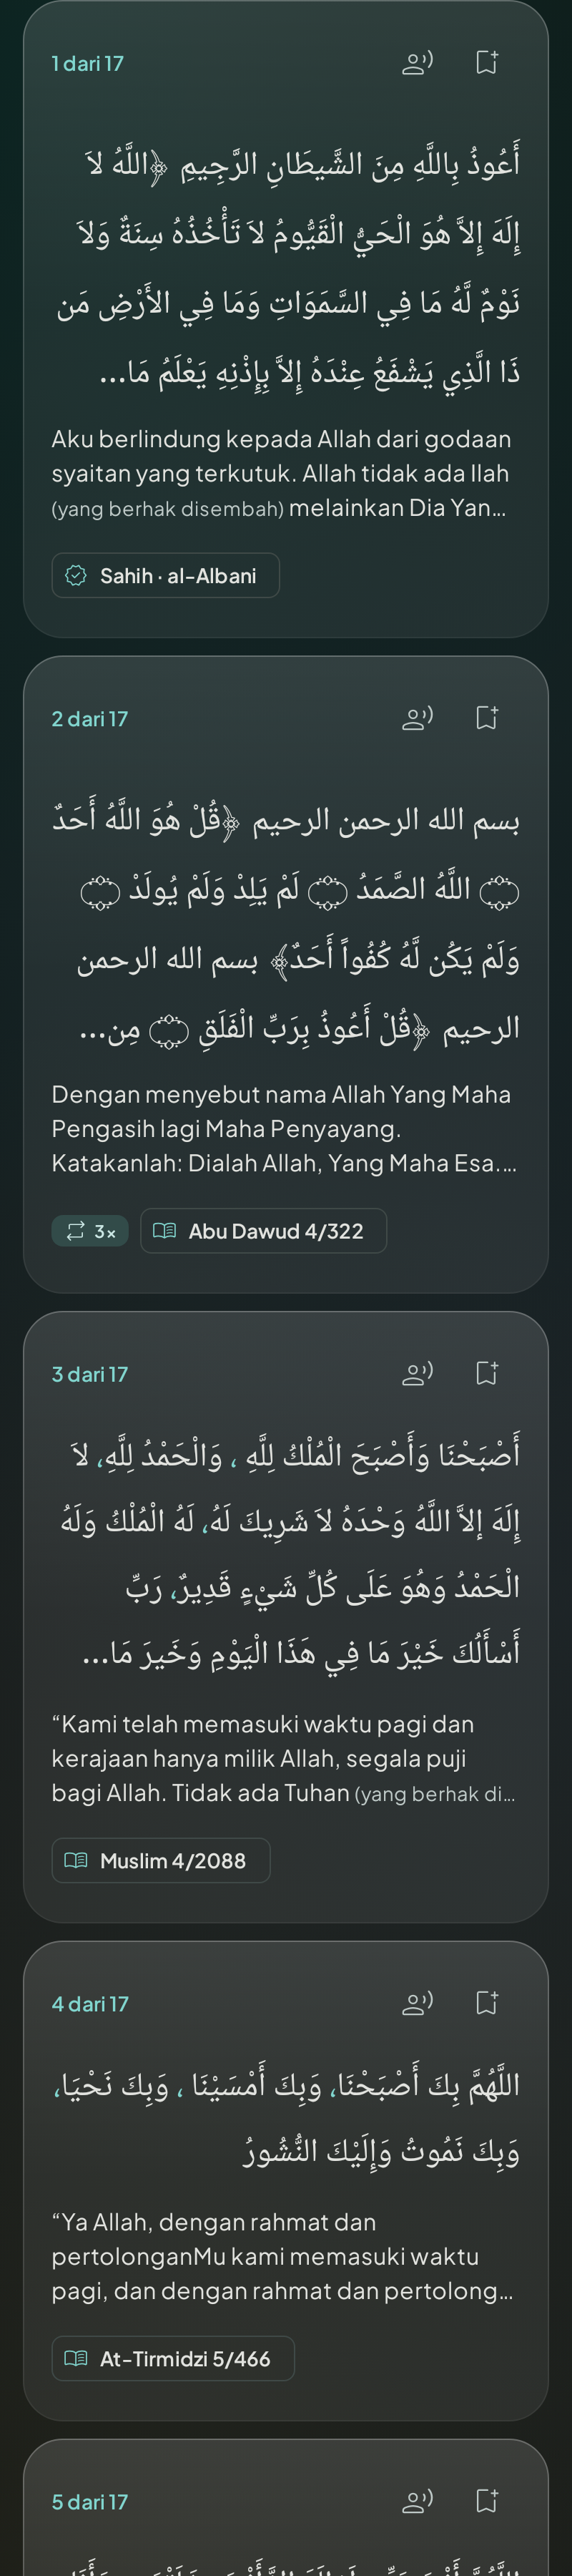 1 dari 17
أَعُوذُ بِاللَّهِ مِنَ الشَّيطَانِ الرَّجِيمِ ﴿اللَّهُ لاَ
إِلَهَ إِلاَّ هُوَ الْحَيُّ الْقَيُّومُ لاَ تَأْخُذُهُ سِنَةٌ وَلاَ
نَوْمٌ لَّهُ مَا فِي السَّمَوَاتِ وَمَا فِي الأَرْضِ مَن
ذَا الَّذِي يَشْفَعُ عِنْدَهُ إِلاَّ بِإِذْنِهِ يَعْلَمُ مَا...
Aku berlindung kepada Allah dari godaan
syaitan yang terkutuk. Allah tidak ada Ilah
(yang berhak disembah) melainkan Dia Yan...
Sahih · al-Albani
2 dari 17
بسم الله الرحمن الرحيم ﴿قُلْ هُوَ اللَّهُ أَحَدٌ
۝ اللَّهُ الصَّمَدُ ۝ لَمْ يَلِدْ وَلَمْ يُولَدْ ۝
وَلَمْ يَكُن لَّهُ كُفُواً أَحَدٌ﴾ بسم الله الرحمن
الرحيم ﴿قُلْ أَعُوذُ بِرَبِّ الْفَلَقِ ۝ مِن...
Dengan menyebut nama Allah Yang Maha
Pengasih lagi Maha Penyayang.
Katakanlah: Dialah Allah, Yang Maha Esa....
3×
Abu Dawud 4/322
3 dari 17
أَصْبَحْنَا وَأَصْبَحَ الْمُلْكُ لِلَّهِ ، وَالْحَمْدُ لِلَّهِ، لاَ
إِلَهَ إلاَّ اللَّهُ وَحْدَهُ لاَ شَرِيكَ لَهُ، لَهُ الْمُلْكُ وَلَهُ
الْحَمْدُ وَهُوَ عَلَى كُلِّ شَيْءٍ قَدِيرٌ، رَبِّ
أَسْأَلُكَ خَيْرَ مَا فِي هَذَا الْيَوْمِ وَخَيرَ مَا...
“Kami telah memasuki waktu pagi dan
kerajaan hanya milik Allah, segala puji
bagi Allah. Tidak ada Tuhan (yang berhak di...
Muslim 4/2088
4 dari 17
اللَّهُمَّ بِكَ أَصْبَحْنَا، وَبِكَ أَمْسَيْنَا ، وَبِكَ نَحْيَا،
وَبِكَ نَمُوتُ وَإِلَيْكَ النُّشُورُ
“Ya Allah, dengan rahmat dan
pertolonganMu kami memasuki waktu
pagi, dan dengan rahmat dan pertolong...
At-Tirmidzi 5/466
5 dari 17